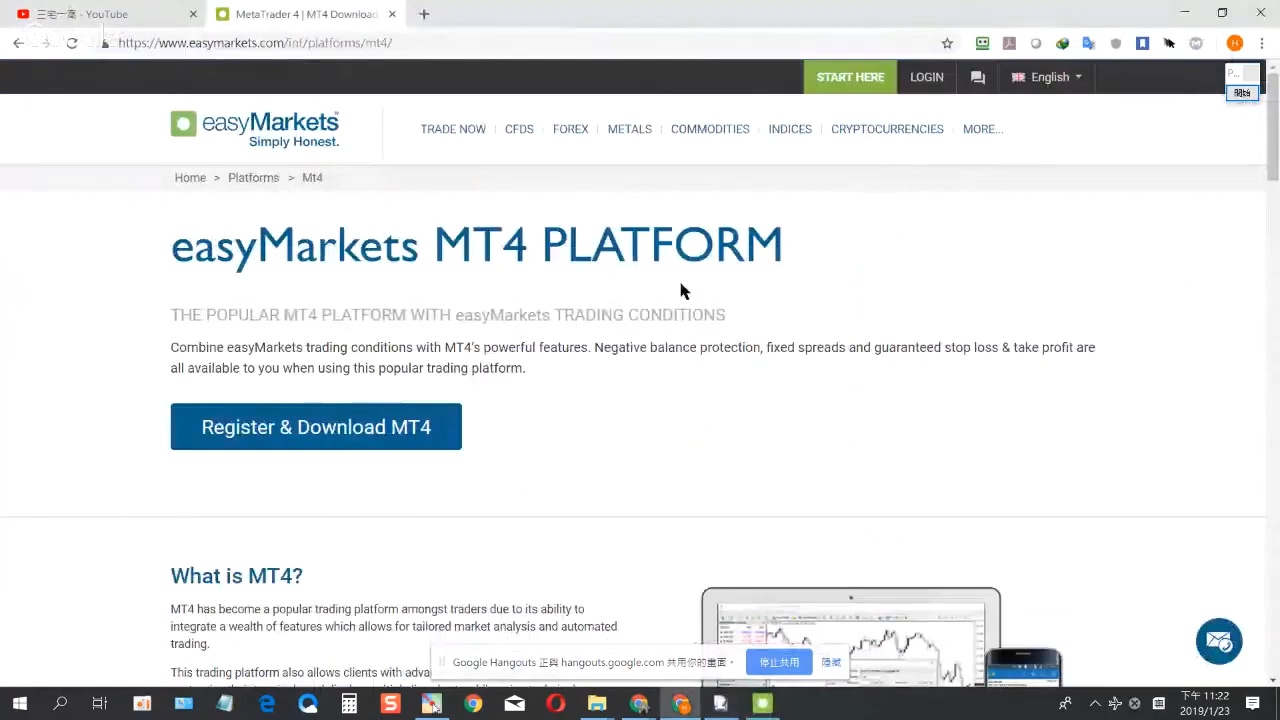 三宅一鳴 - YouTube
MetaTrader 4 | MT4 Download
https://www.easymarkets.com/int/platforms/mt4/
START HERE
LOGIN
English
開始
easyMarkets
Simply Honest.
TRADE NOW
CFDS
FOREX
METALS
COMMODITIES
INDICES
CRYPTOCURRENCIES
MORE...
Home > Platforms > Mt4
easyMarkets MT4 PLATFORM
THE POPULAR MT4 PLATFORM WITH easyMarkets TRADING CONDITIONS
Combine easyMarkets trading conditions with MT4's powerful features. Negative balance protection, fixed spreads and guaranteed stop loss & take profit are
all available to you when using this popular trading platform.
Register & Download MT4
What is MT4?
MT4 has become a popular trading platform amongst traders due to its ability to
integrate a wealth of features which allows for tailored market analysis and automated
trading.
This trading platform also allows clients with adva
Google Hangouts 正與 hangouts.google.com 共用你的畫面。
停止共用
隱藏
下午 11:22
2019/1/23